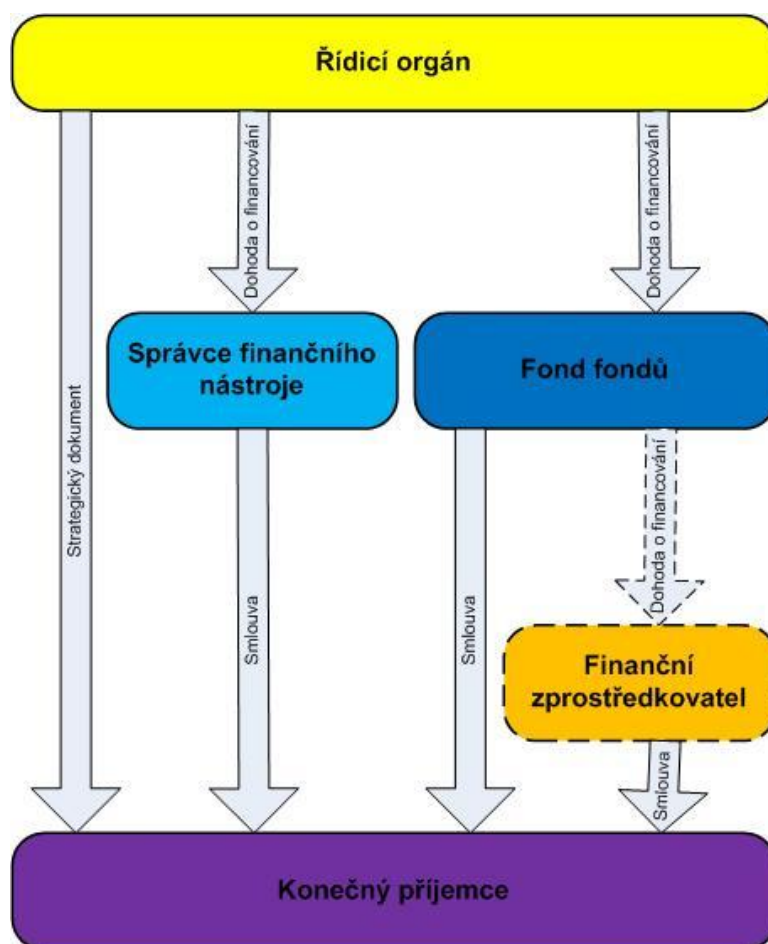 Řídicí orgán
Dohoda o financování
Dohoda o financování
Správce finančního
nástroje
Fond fondů
Strategický dokument
Smlouva
Smlouva
Dohoda o financování
Finanční
zprostředkovatel
Smlouva
Konečný příjemce